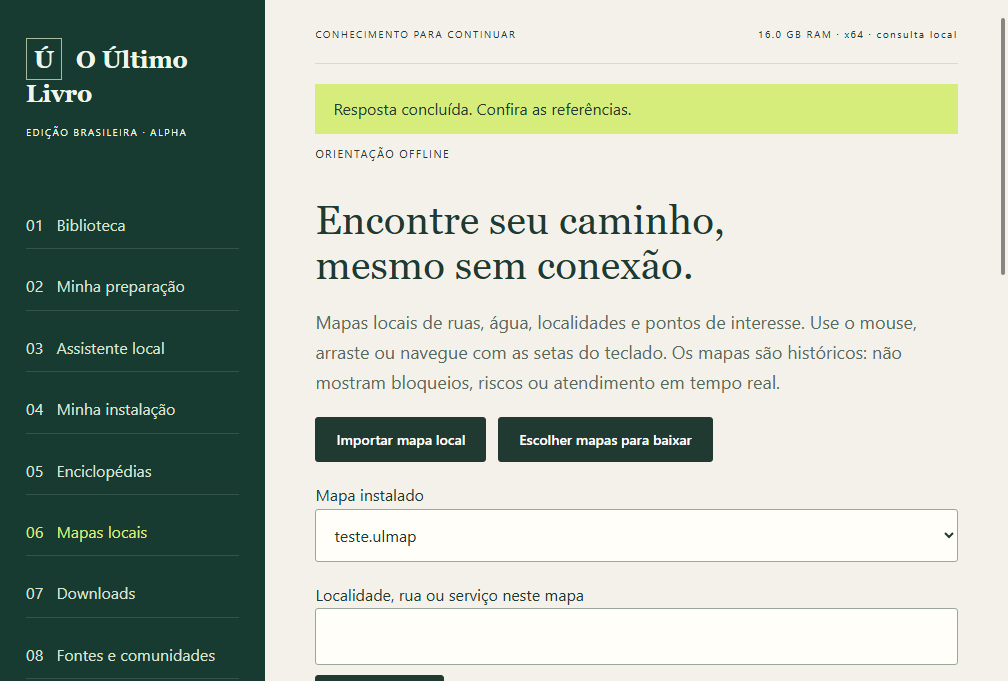 Ú O Último
Livro
EDIÇÃO BRASILEIRA · ALPHA
01 Biblioteca
02 Minha preparação
03 Assistente local
04 Minha instalação
05 Enciclopédias
06 Mapas locais
07 Downloads
08 Fontes e comunidades
CONHECIMENTO PARA CONTINUAR
16.0 GB RAM · x64 · consulta local
Resposta concluída. Confira as referências.
ORIENTAÇÃO OFFLINE
Encontre seu caminho,
mesmo sem conexão.
Mapas locais de ruas, água, localidades e pontos de interesse. Use o mouse,
arraste ou navegue com as setas do teclado. Os mapas são históricos: não
mostram bloqueios, riscos ou atendimento em tempo real.
Importar mapa local
Escolher mapas para baixar
Mapa instalado
teste.ulmap
Localidade, rua ou serviço neste mapa